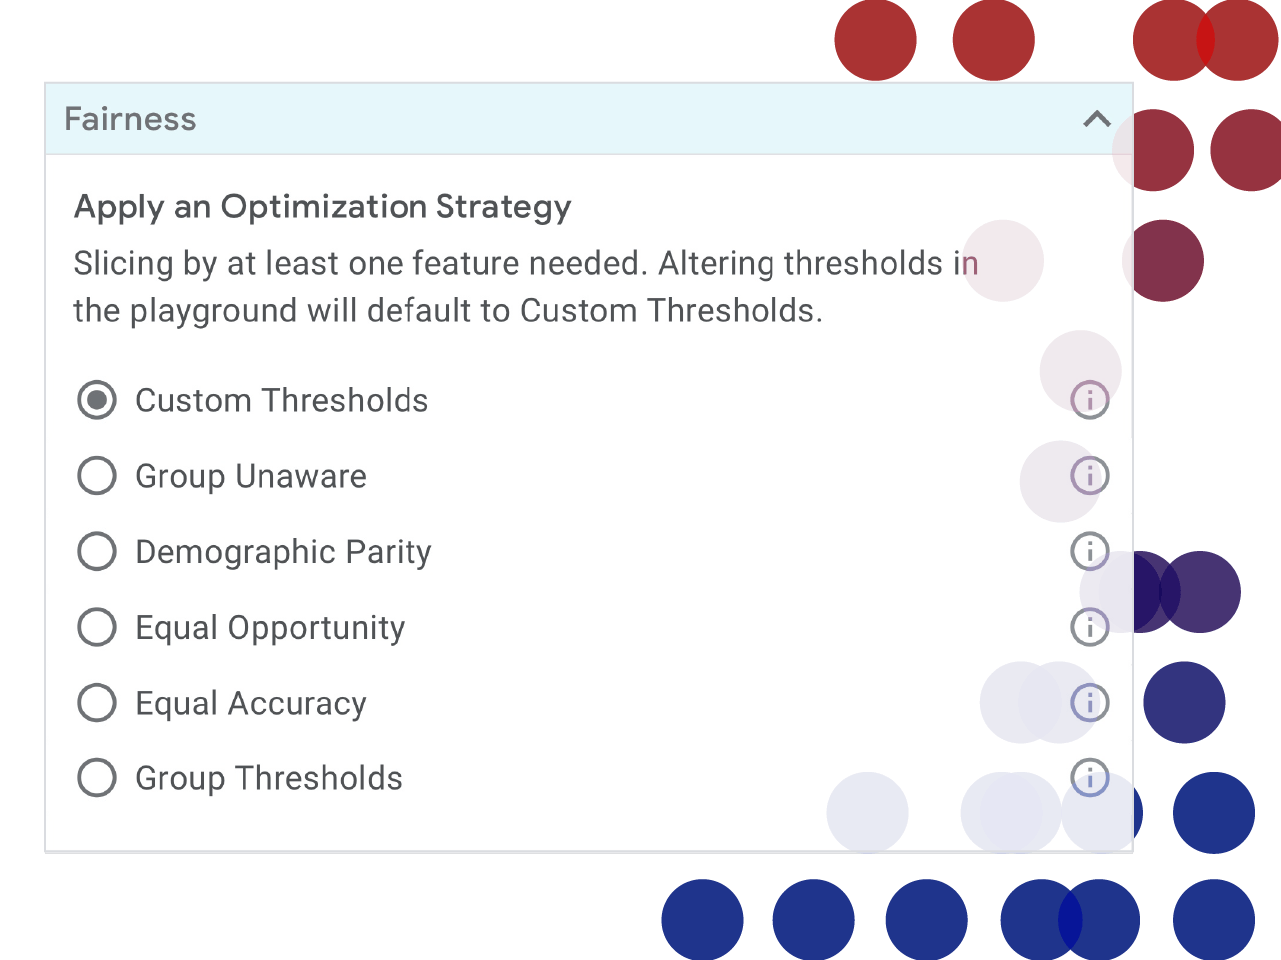 Fairness
Apply an Optimization Strategy
Slicing by at least one feature needed. Altering thresholds in
the playground will default to Custom Thresholds.
Custom Thresholds
Group Unaware
Demographic Parity
Equal Opportunity
Equal Accuracy
Group Thresholds